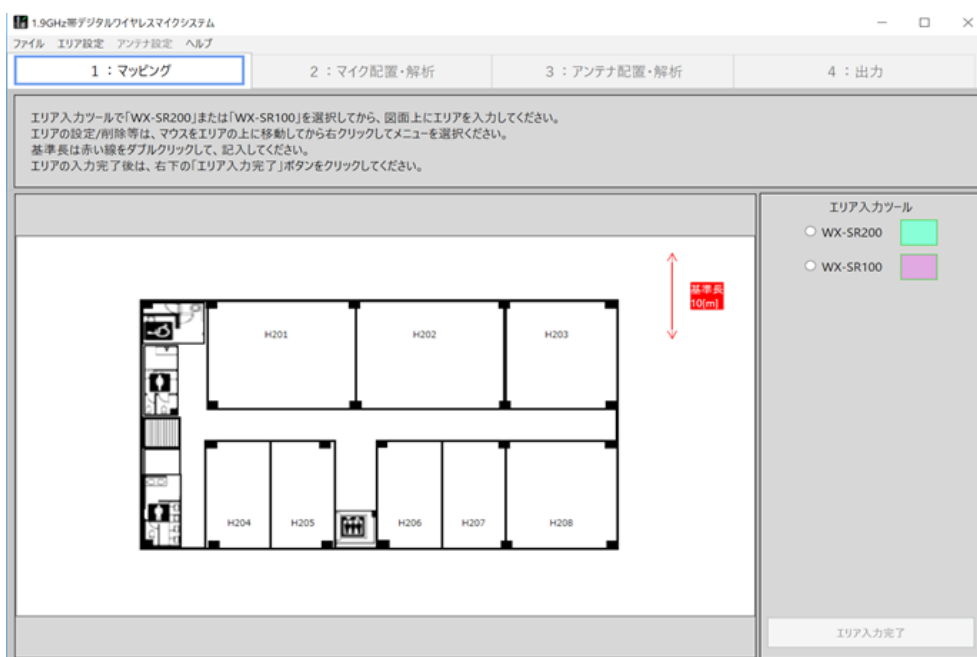 1.9GHz帯デジタルワイヤレスマイクシステム
ファイル エリア設定 アンテナ設定 ヘルプ
1：マッピング 2：マイク配置・解析 3：アンテナ配置・解析 4：出力
エリア入力ツールで「WX-SR200」または「WX-SR100」を選択してから、図面上にエリアを入力してください。
エリアの設定/削除等は、マウスをエリアの上に移動してから右クリックしてメニューを選択ください。
基準長は赤い線をダブルクリックして、記入してください。
エリアの入力完了後は、右下の「エリア入力完了」ボタンをクリックしてください。
エリア入力ツール
WX-SR200
WX-SR100
基準長
10[m]
H201 H202 H203
H204 H205 H206 H207 H208
エリア入力完了